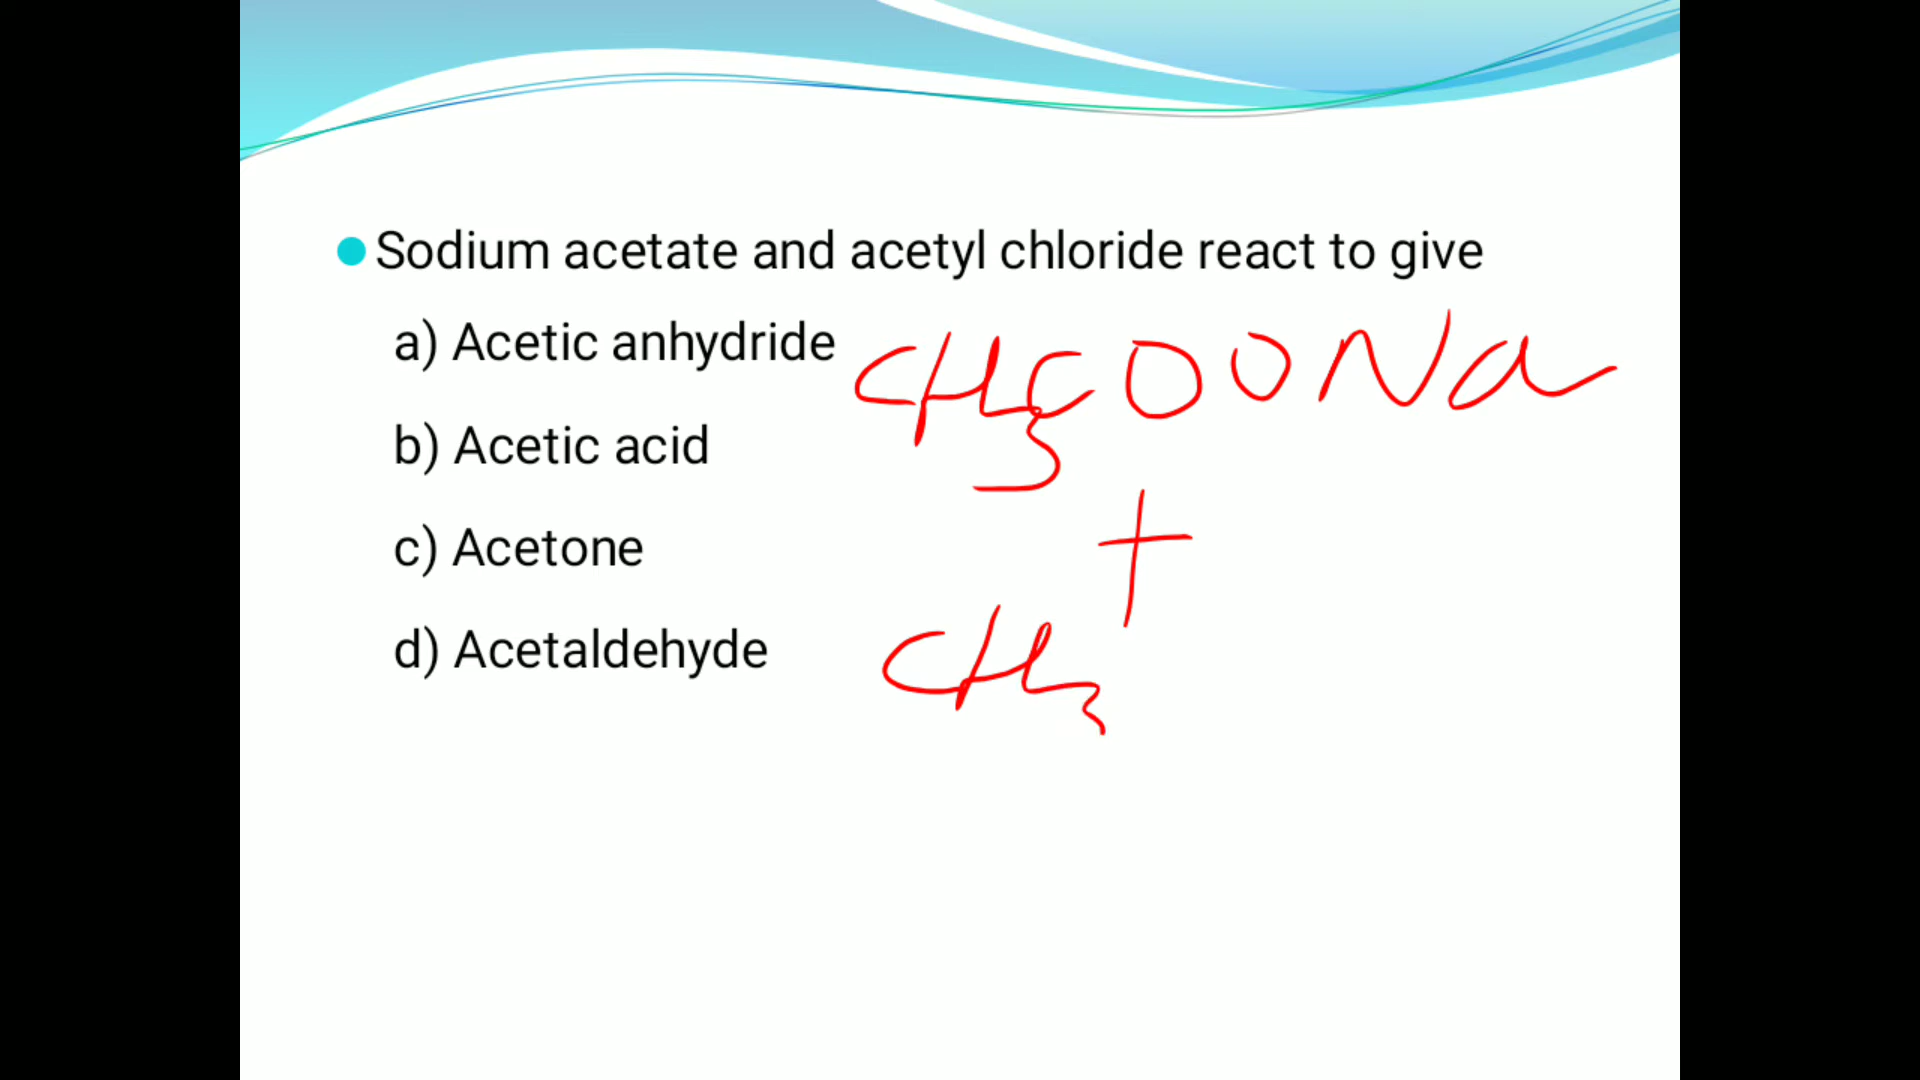 Sodium acetate and acetyl chloride react to give
a) Acetic anhydride
CH3COONa
b) Acetic acid
+
c) Acetone
d) Acetaldehyde
CH3